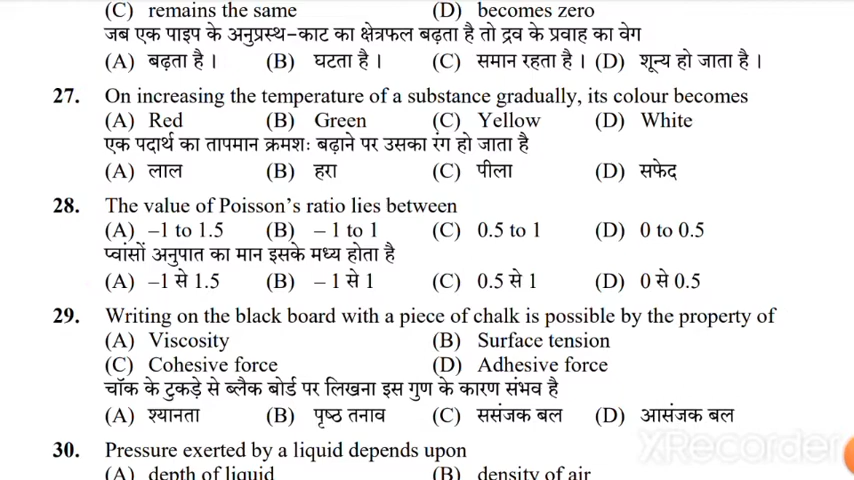 (C) remains the same (D) becomes zero
जब एक पाइप के अनुप्रस्थ-काट का क्षेत्रफल बढ़ता है तो द्रव के प्रवाह का वेग
(A) बढ़ता है। (B) घटता है। (C) समान रहता है। (D) शून्य हो जाता है।
27. On increasing the temperature of a substance gradually, its colour becomes
(A) Red (B) Green (C) Yellow (D) White
एक पदार्थ का तापमान क्रमशः बढ़ाने पर उसका रंग हो जाता है
(A) लाल (B) हरा (C) पीला (D) सफेद
28. The value of Poisson's ratio lies between
(A) –1 to 1.5 (B) – 1 to 1 (C) 0.5 to 1 (D) 0 to 0.5
प्वांसों अनुपात का मान इसके मध्य होता है
(A) –1 से 1.5 (B) – 1 से 1 (C) 0.5 से 1 (D) 0 से 0.5
29. Writing on the black board with a piece of chalk is possible by the property of
(A) Viscosity (B) Surface tension
(C) Cohesive force (D) Adhesive force
चॉक के टुकड़े से ब्लैक बोर्ड पर लिखना इस गुण के कारण संभव है
(A) श्यानता (B) पृष्ठ तनाव (C) ससंजक बल (D) आसंजक बल
XRecorder
30. Pressure exerted by a liquid depends upon
(A) depth of liquid (B) density of air